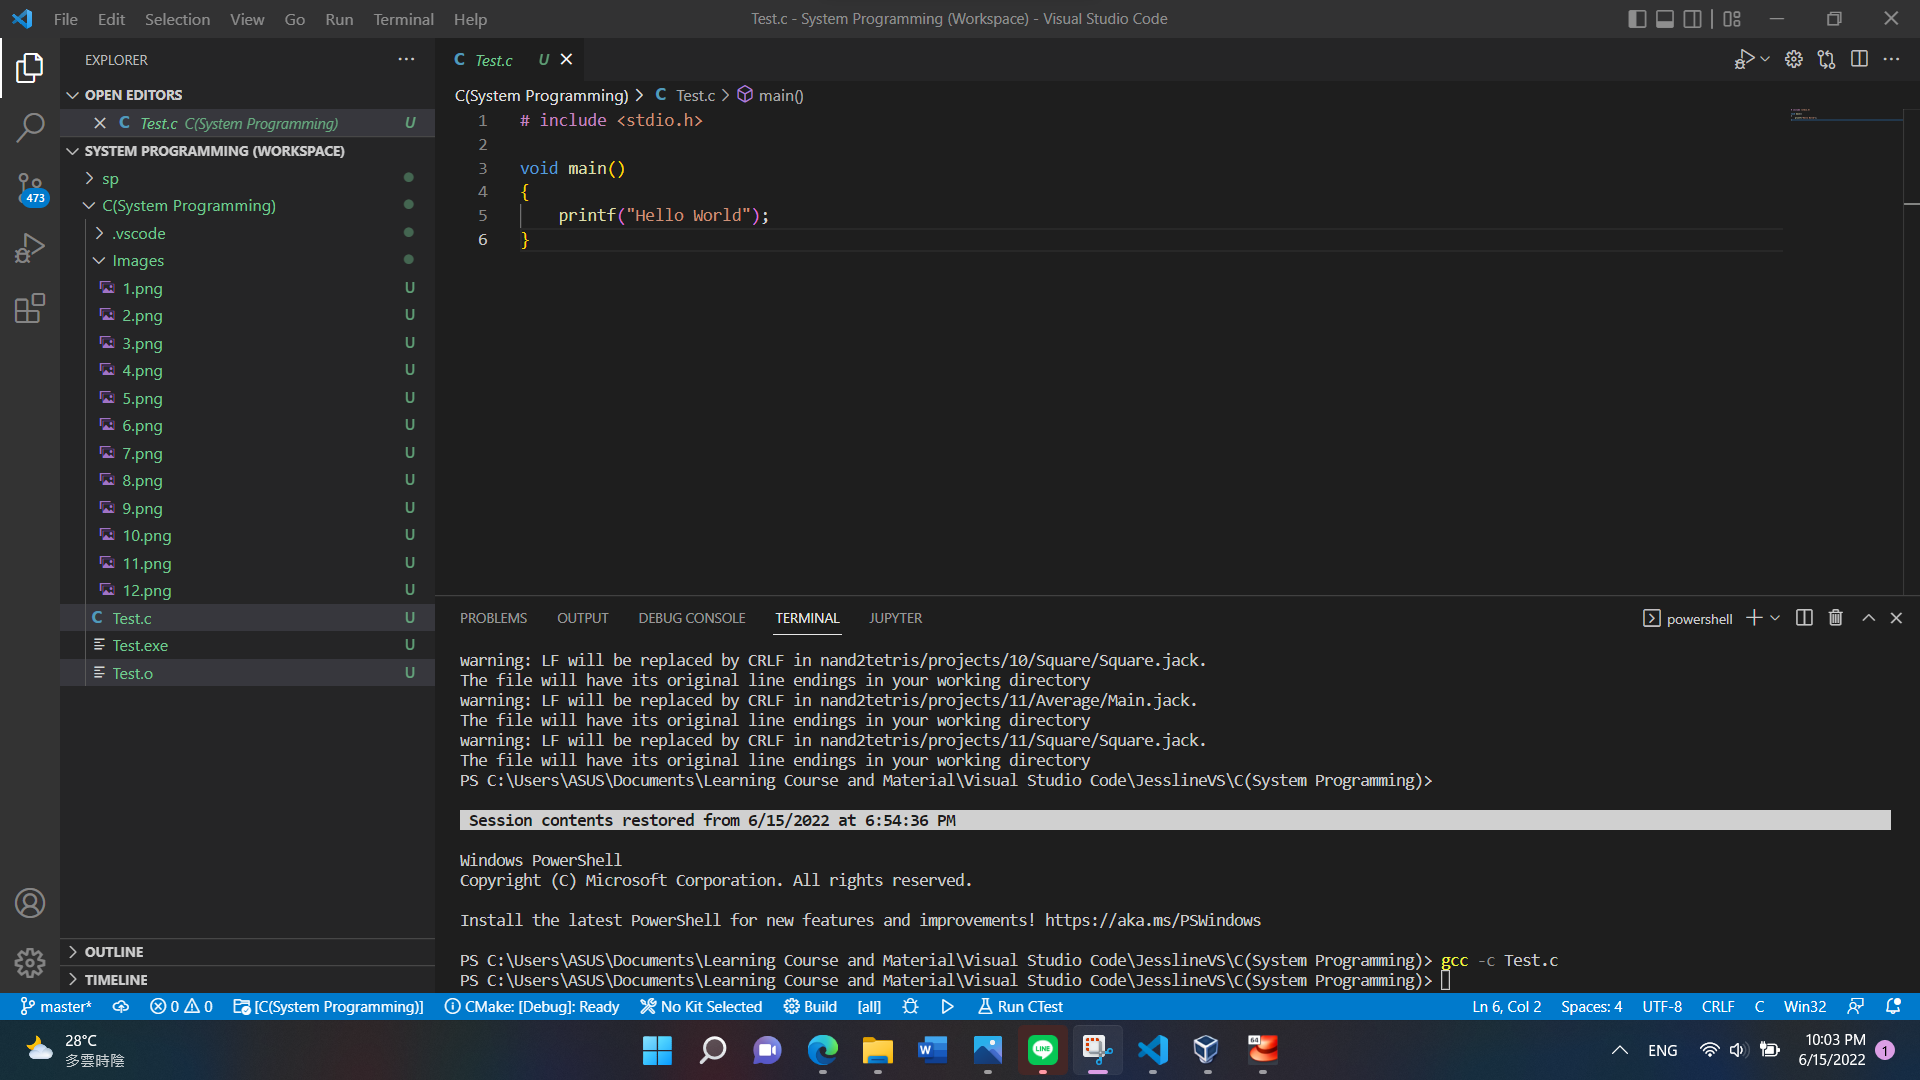 File Edit Selection View Go Run Terminal Help
Test.c - System Programming (Workspace) - Visual Studio Code
EXPLORER
OPEN EDITORS
Test.c C(System Programming) U
SYSTEM PROGRAMMING (WORKSPACE)
sp
C(System Programming)
.vscode
Images
1.png U
2.png U
3.png U
4.png U
5.png U
6.png U
7.png U
8.png U
9.png U
10.png U
11.png U
12.png U
Test.c U
Test.exe U
Test.o U
OUTLINE
TIMELINE
473
C Test.c U
C(System Programming) > C Test.c > main()
1 # include <stdio.h>
2
3 void main()
4 {
5 printf("Hello World");
6 }
PROBLEMS OUTPUT DEBUG CONSOLE TERMINAL JUPYTER
powershell
warning: LF will be replaced by CRLF in nand2tetris/projects/10/Square/Square.jack.
The file will have its original line endings in your working directory
warning: LF will be replaced by CRLF in nand2tetris/projects/11/Average/Main.jack.
The file will have its original line endings in your working directory
warning: LF will be replaced by CRLF in nand2tetris/projects/11/Square/Square.jack.
The file will have its original line endings in your working directory
PS C:\Users\ASUS\Documents\Learning Course and Material\Visual Studio Code\JesslineVS\C(System Programming)>
Session contents restored from 6/15/2022 at 6:54:36 PM
Windows PowerShell
Copyright (C) Microsoft Corporation. All rights reserved.
Install the latest PowerShell for new features and improvements! https://aka.ms/PSWindows
PS C:\Users\ASUS\Documents\Learning Course and Material\Visual Studio Code\JesslineVS\C(System Programming)> gcc -c Test.c
PS C:\Users\ASUS\Documents\Learning Course and Material\Visual Studio Code\JesslineVS\C(System Programming)>
master* 0 0 [C(System Programming)] CMake: [Debug]: Ready No Kit Selected Build [all] Run CTest
Ln 6, Col 2 Spaces: 4 UTF-8 CRLF C Win32
28°C
多雲時陰
LINE
64
ENG
10:03 PM
6/15/2022
1